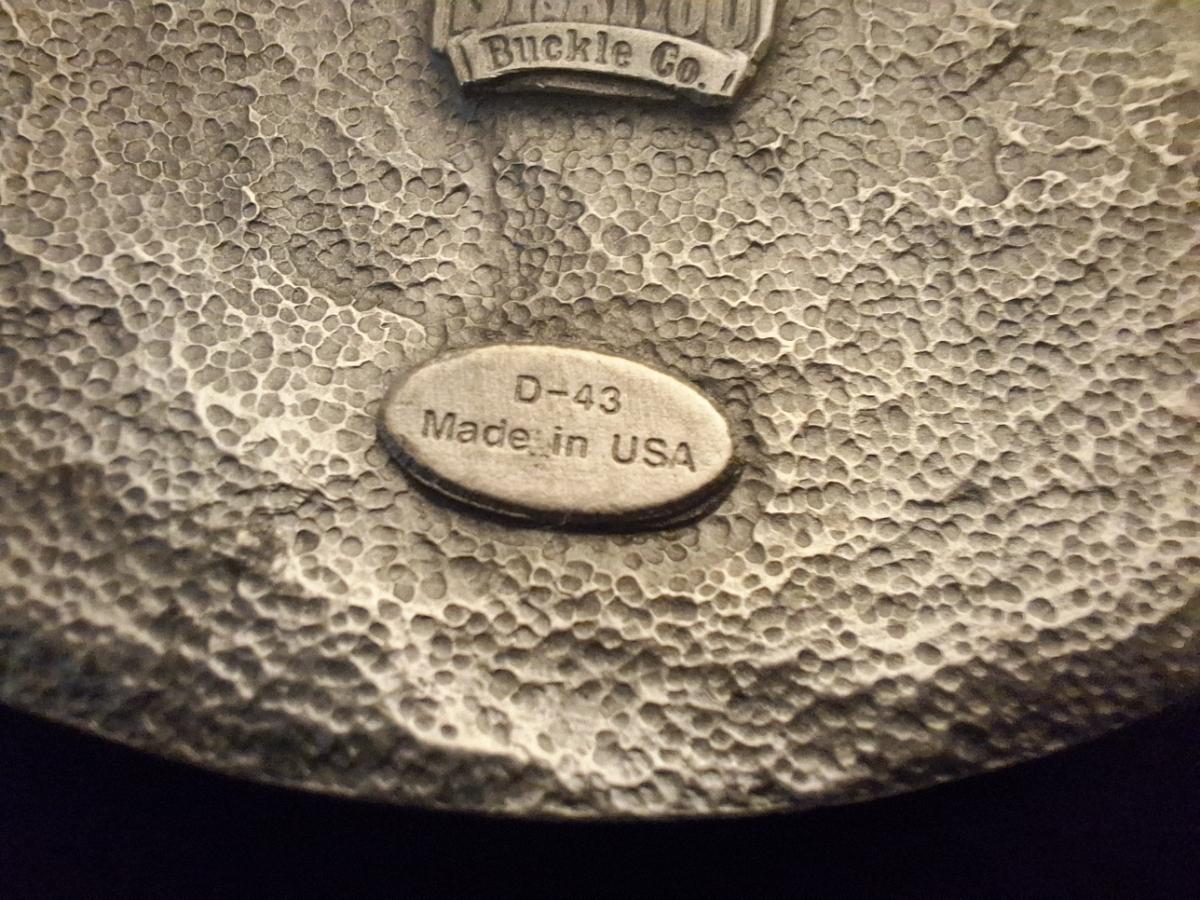 Buckle Co.
D-43
Made in USA